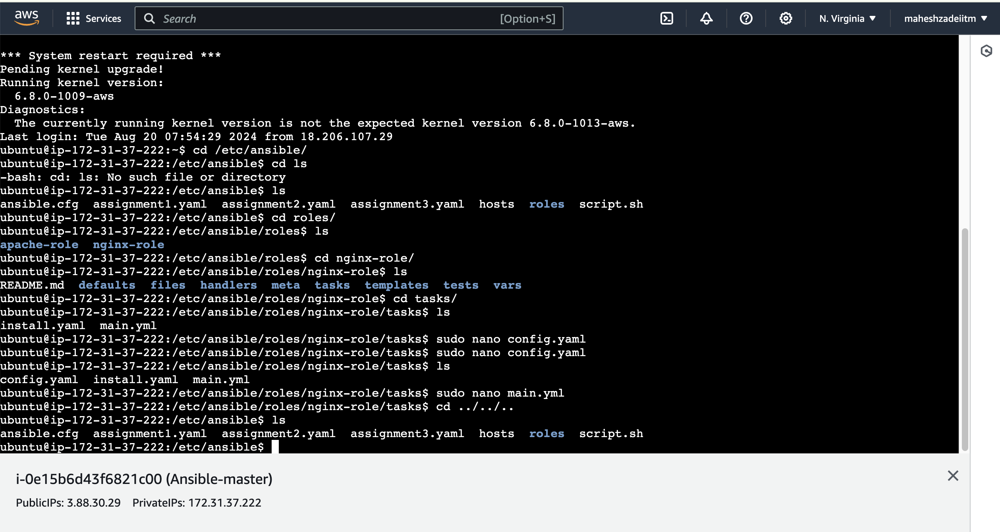 aws
Services
Search
[Option+S]
N. Virginia
maheshzadeiitm
*** System restart required ***
Pending kernel upgrade!
Running kernel version:
  6.8.0-1009-aws
Diagnostics:
  The currently running kernel version is not the expected kernel version 6.8.0-1013-aws.
Last login: Tue Aug 20 07:54:29 2024 from 18.206.107.29
ubuntu@ip-172-31-37-222:~$ cd /etc/ansible/
ubuntu@ip-172-31-37-222:/etc/ansible$ cd ls
-bash: cd: ls: No such file or directory
ubuntu@ip-172-31-37-222:/etc/ansible$ ls
ansible.cfg  assignment1.yaml  assignment2.yaml  assignment3.yaml  hosts  roles  script.sh
ubuntu@ip-172-31-37-222:/etc/ansible$ cd roles/
ubuntu@ip-172-31-37-222:/etc/ansible/roles$ ls
apache-role  nginx-role
ubuntu@ip-172-31-37-222:/etc/ansible/roles$ cd nginx-role/
ubuntu@ip-172-31-37-222:/etc/ansible/roles/nginx-role$ ls
README.md  defaults  files  handlers  meta  tasks  templates  tests  vars
ubuntu@ip-172-31-37-222:/etc/ansible/roles/nginx-role$ cd tasks/
ubuntu@ip-172-31-37-222:/etc/ansible/roles/nginx-role/tasks$ ls
install.yaml  main.yml
ubuntu@ip-172-31-37-222:/etc/ansible/roles/nginx-role/tasks$ sudo nano config.yaml
ubuntu@ip-172-31-37-222:/etc/ansible/roles/nginx-role/tasks$ sudo nano config.yaml
ubuntu@ip-172-31-37-222:/etc/ansible/roles/nginx-role/tasks$ ls
config.yaml  install.yaml  main.yml
ubuntu@ip-172-31-37-222:/etc/ansible/roles/nginx-role/tasks$ sudo nano main.yml
ubuntu@ip-172-31-37-222:/etc/ansible/roles/nginx-role/tasks$ cd ../../..
ubuntu@ip-172-31-37-222:/etc/ansible$ ls
ansible.cfg  assignment1.yaml  assignment2.yaml  assignment3.yaml  hosts  roles  script.sh
ubuntu@ip-172-31-37-222:/etc/ansible$
i-0e15b6d43f6821c00 (Ansible-master)
PublicIPs: 3.88.30.29    PrivateIPs: 172.31.37.222